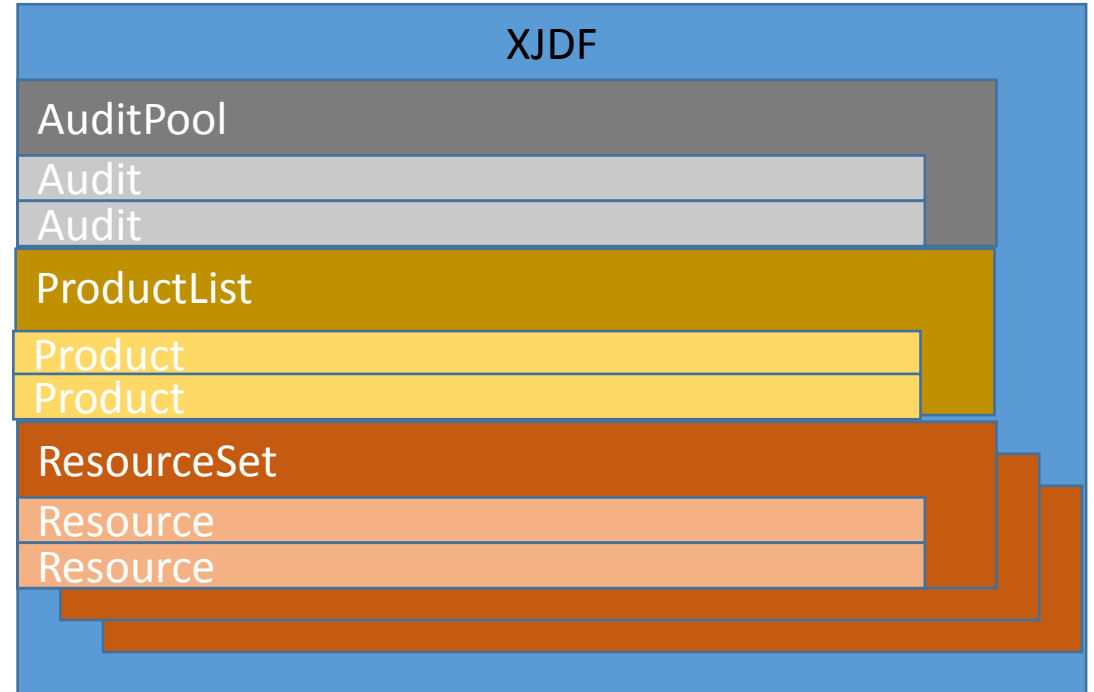 XJDF
AuditPool
Audit
Audit
ProductList
Product
Product
ResourceSet
Resource
Resource